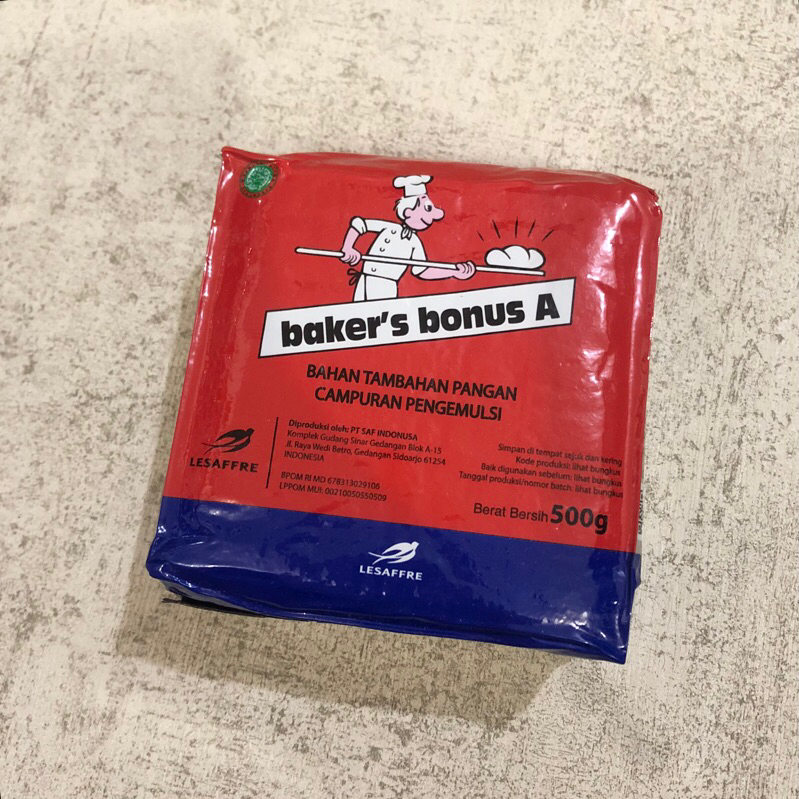 baker's bonus A
BAHAN TAMBAHAN PANGAN
CAMPURAN PENGEMULSI
LESAFFRE
Diproduksi oleh: PT SAF INDONUSA
Komplek Gudang Sinar Gedangan Blok A-15
Jl. Raya Wedi Betro, Gedangan Sidoarjo 61254
INDONESIA
BPOM RI MD 678313029106
LPPOM MUI: 00210050550509
Simpan di tempat sejuk dan kering
Kode produksi: lihat bungkus
Baik digunakan sebelum: lihat bungkus
Tanggal produksi/nomor batch: lihat bungkus
Berat Bersih 500g
LESAFFRE